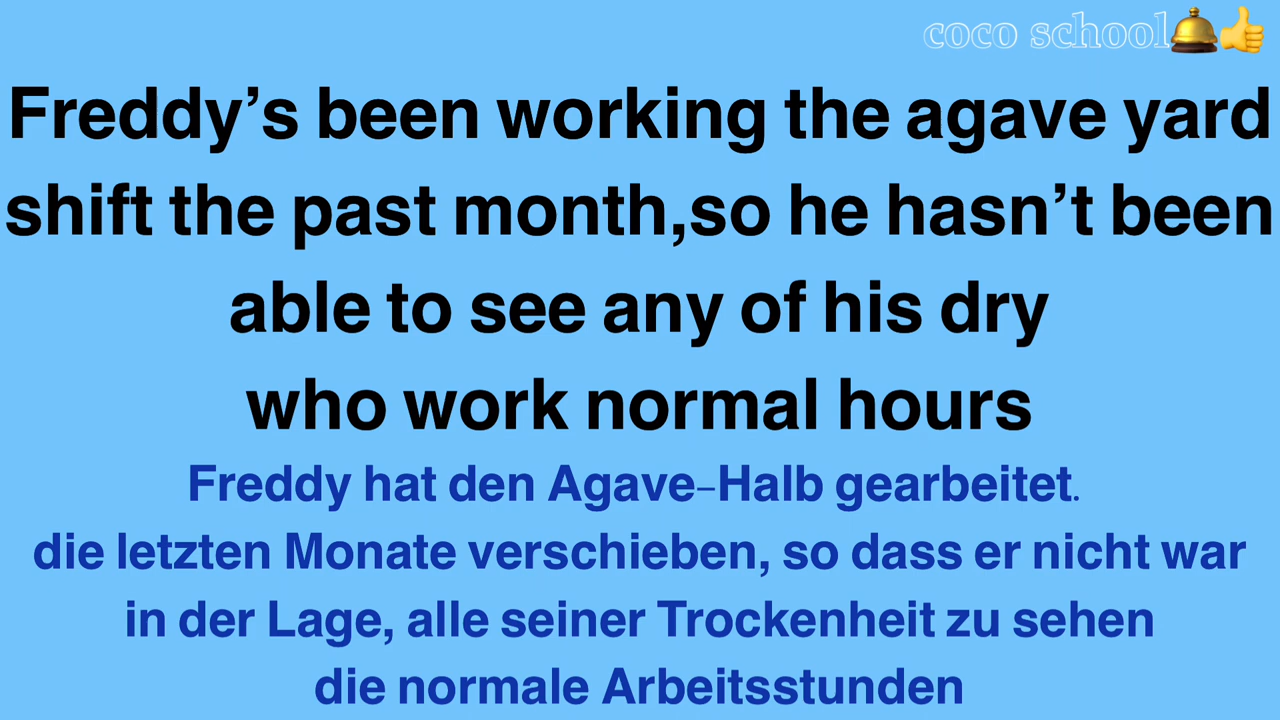 coco school🛎️👍
Freddy’s been working the agave yard
shift the past month,so he hasn’t been
able to see any of his dry
who work normal hours
Freddy hat den Agave-Halb gearbeitet.
die letzten Monate verschieben, so dass er nicht war
in der Lage, alle seiner Trockenheit zu sehen
die normale Arbeitsstunden